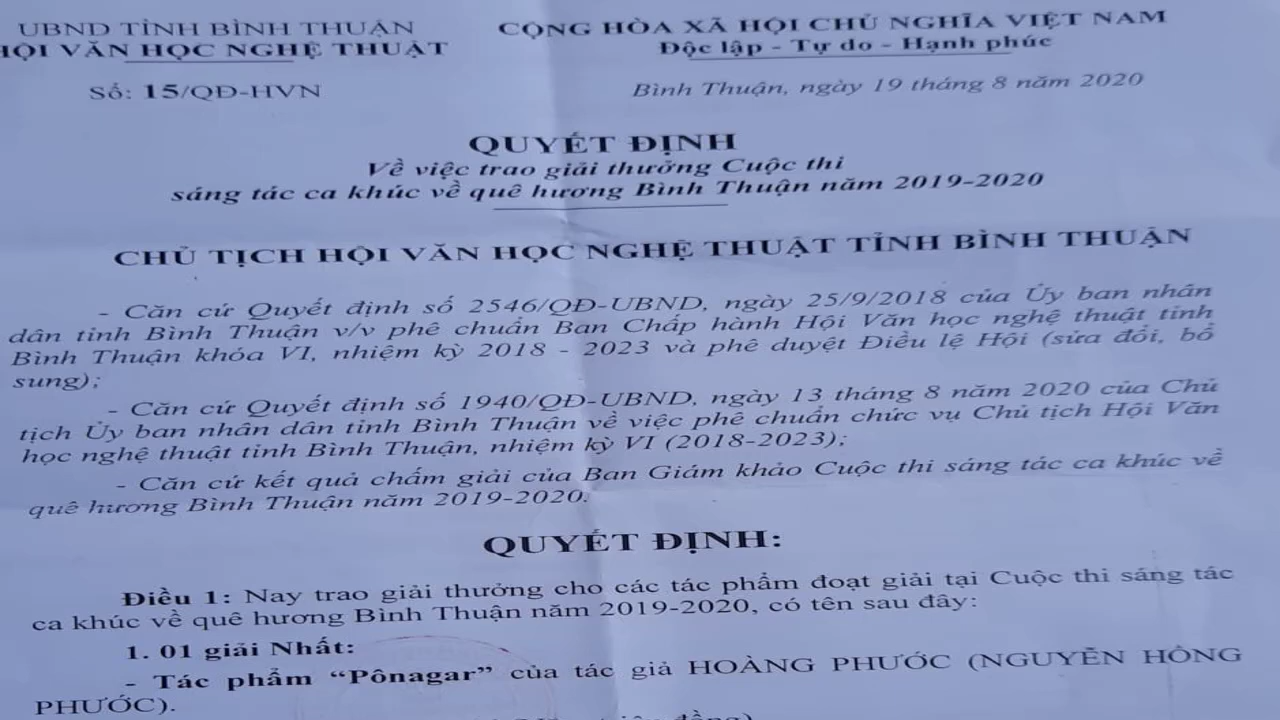 UBND TỈNH BÌNH THUẬN
HỘI VĂN HỌC NGHỆ THUẬT
CỘNG HÒA XÃ HỘI CHỦ NGHĨA VIỆT NAM
Độc lập - Tự do - Hạnh phúc
Số: 15/QĐ-HVN
Bình Thuận, ngày 19 tháng 8 năm 2020
QUYẾT ĐỊNH
Về việc trao giải thưởng Cuộc thi
sáng tác ca khúc về quê hương Bình Thuận năm 2019-2020
CHỦ TỊCH HỘI VĂN HỌC NGHỆ THUẬT TỈNH BÌNH THUẬN
- Căn cứ Quyết định số 2546/QĐ-UBND, ngày 25/9/2018 của Ủy ban nhân
dân tỉnh Bình Thuận v/v phê chuẩn Ban Chấp hành Hội Văn học nghệ thuật tỉnh
Bình Thuận khóa VI, nhiệm kỳ 2018 - 2023 và phê duyệt Điều lệ Hội (sửa đổi, bổ
sung);
- Căn cứ Quyết định số 1940/QĐ-UBND, ngày 13 tháng 8 năm 2020 của Chủ
tịch Ủy ban nhân dân tỉnh Bình Thuận về việc phê chuẩn chức vụ Chủ tịch Hội Văn
học nghệ thuật tỉnh Bình Thuận, nhiệm kỳ VI (2018-2023);
- Căn cứ kết quả chấm giải của Ban Giám khảo Cuộc thi sáng tác ca khúc về
quê hương Bình Thuận năm 2019-2020.
QUYẾT ĐỊNH:
Điều 1: Nay trao giải thưởng cho các tác phẩm đoạt giải tại Cuộc thi sáng tác
ca khúc về quê hương Bình Thuận năm 2019-2020, có tên sau đây:
1. 01 giải Nhất:
- Tác phẩm “Pônagar” của tác giả HOÀNG PHƯỚC (NGUYỄN HỒNG
PHƯỚC).